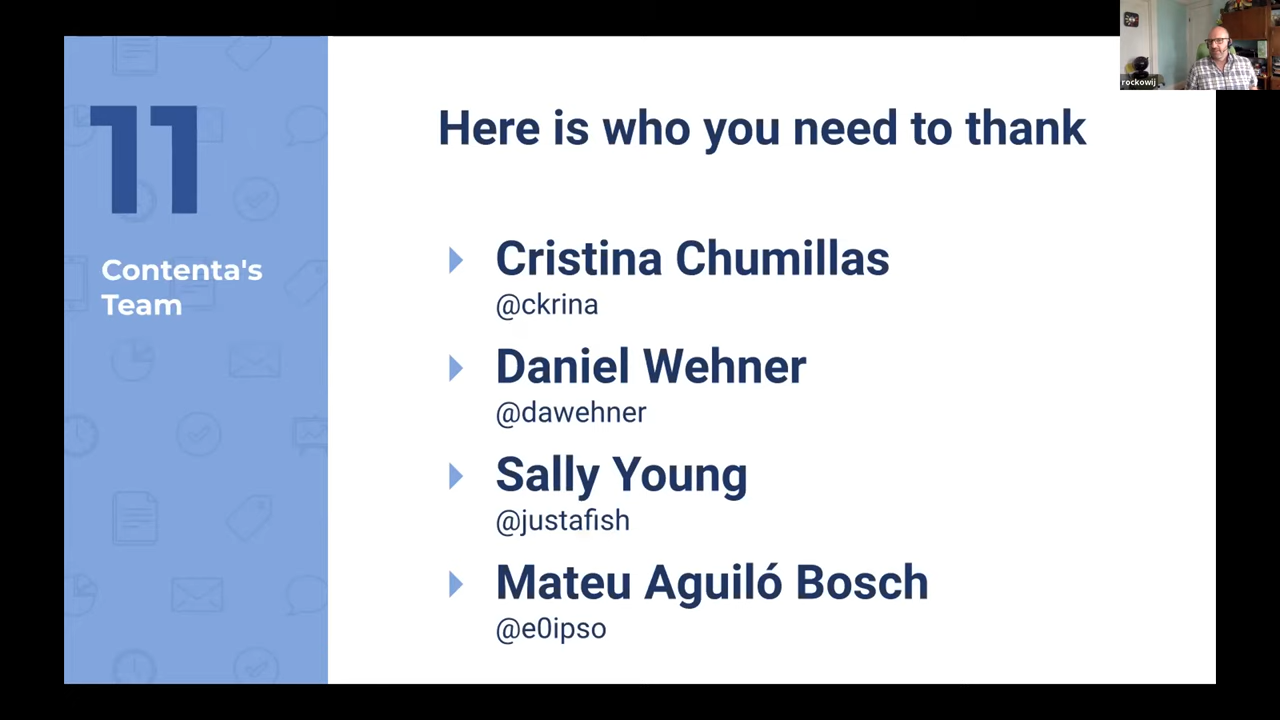 11
Contenta's
Team
Here is who you need to thank
Cristina Chumillas
@ckrina
Daniel Wehner
@dawehner
Sally Young
@justafish
Mateu Aguiló Bosch
@e0ipso
rockowij